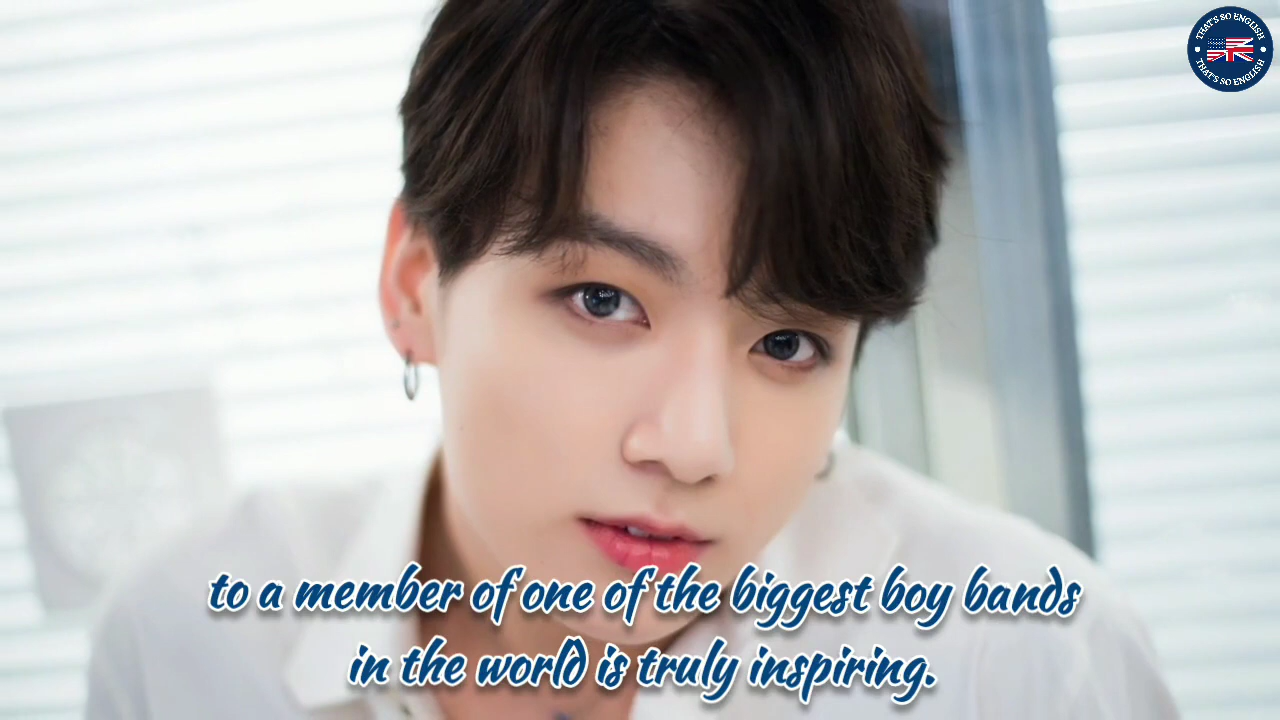 THAT'S SO ENGLISH
THAT'S SO ENGLISH
to a member of one of the biggest boy bands
in the world is truly inspiring.